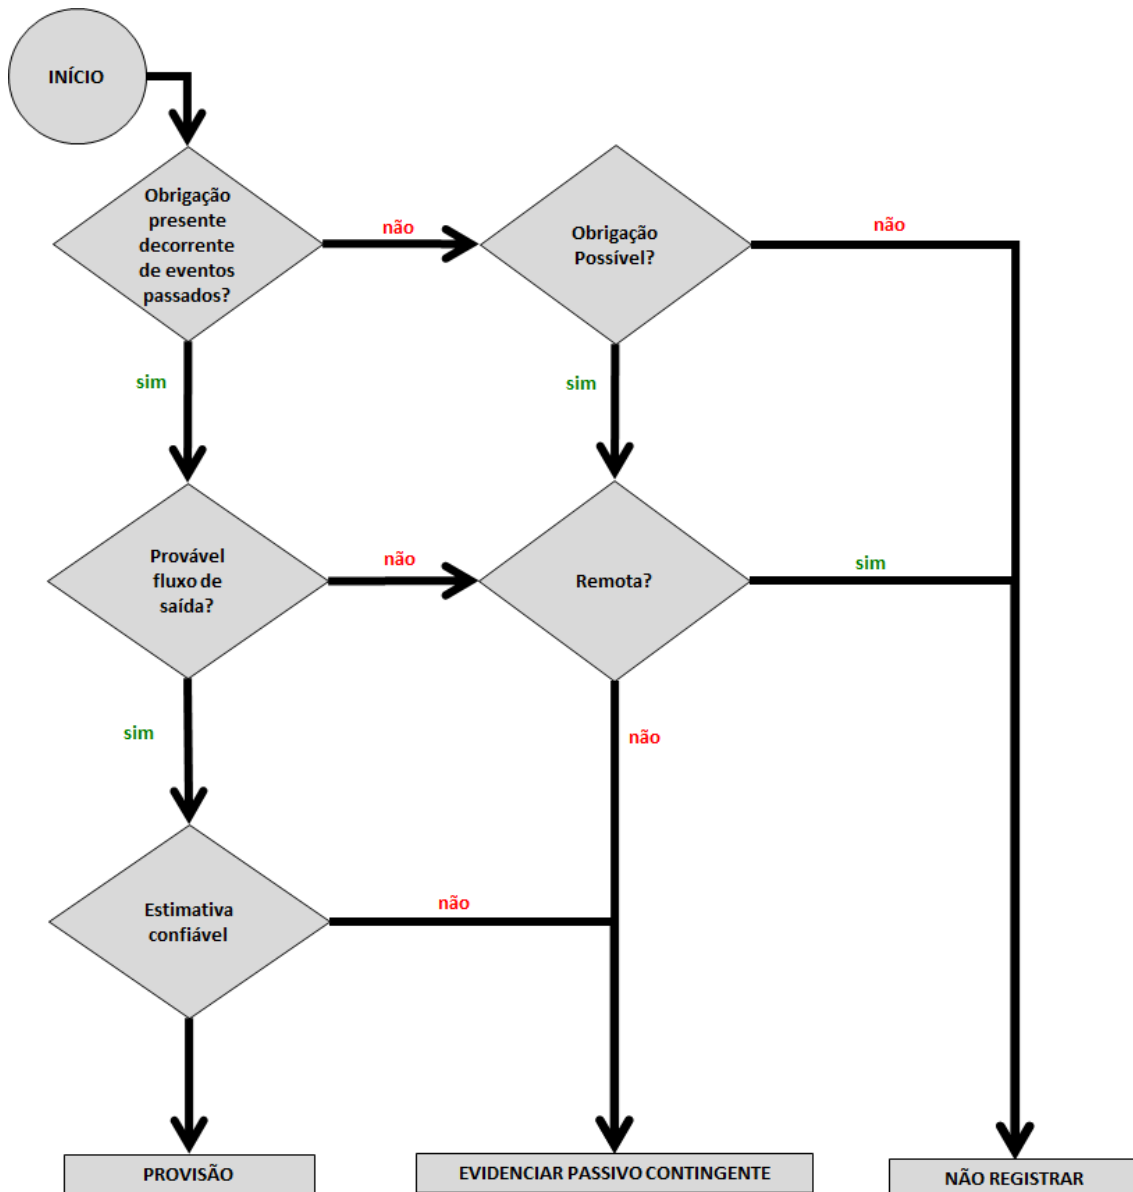 INÍCIO
Obrigação
presente
decorrente
de eventos
passados?
não
Obrigação
Possível?
não
sim
sim
Provável
fluxo de
saída?
não
Remota?
sim
sim
não
Estimativa
confiável
não
PROVISÃO
EVIDENCIAR PASSIVO CONTINGENTE
NÃO REGISTRAR